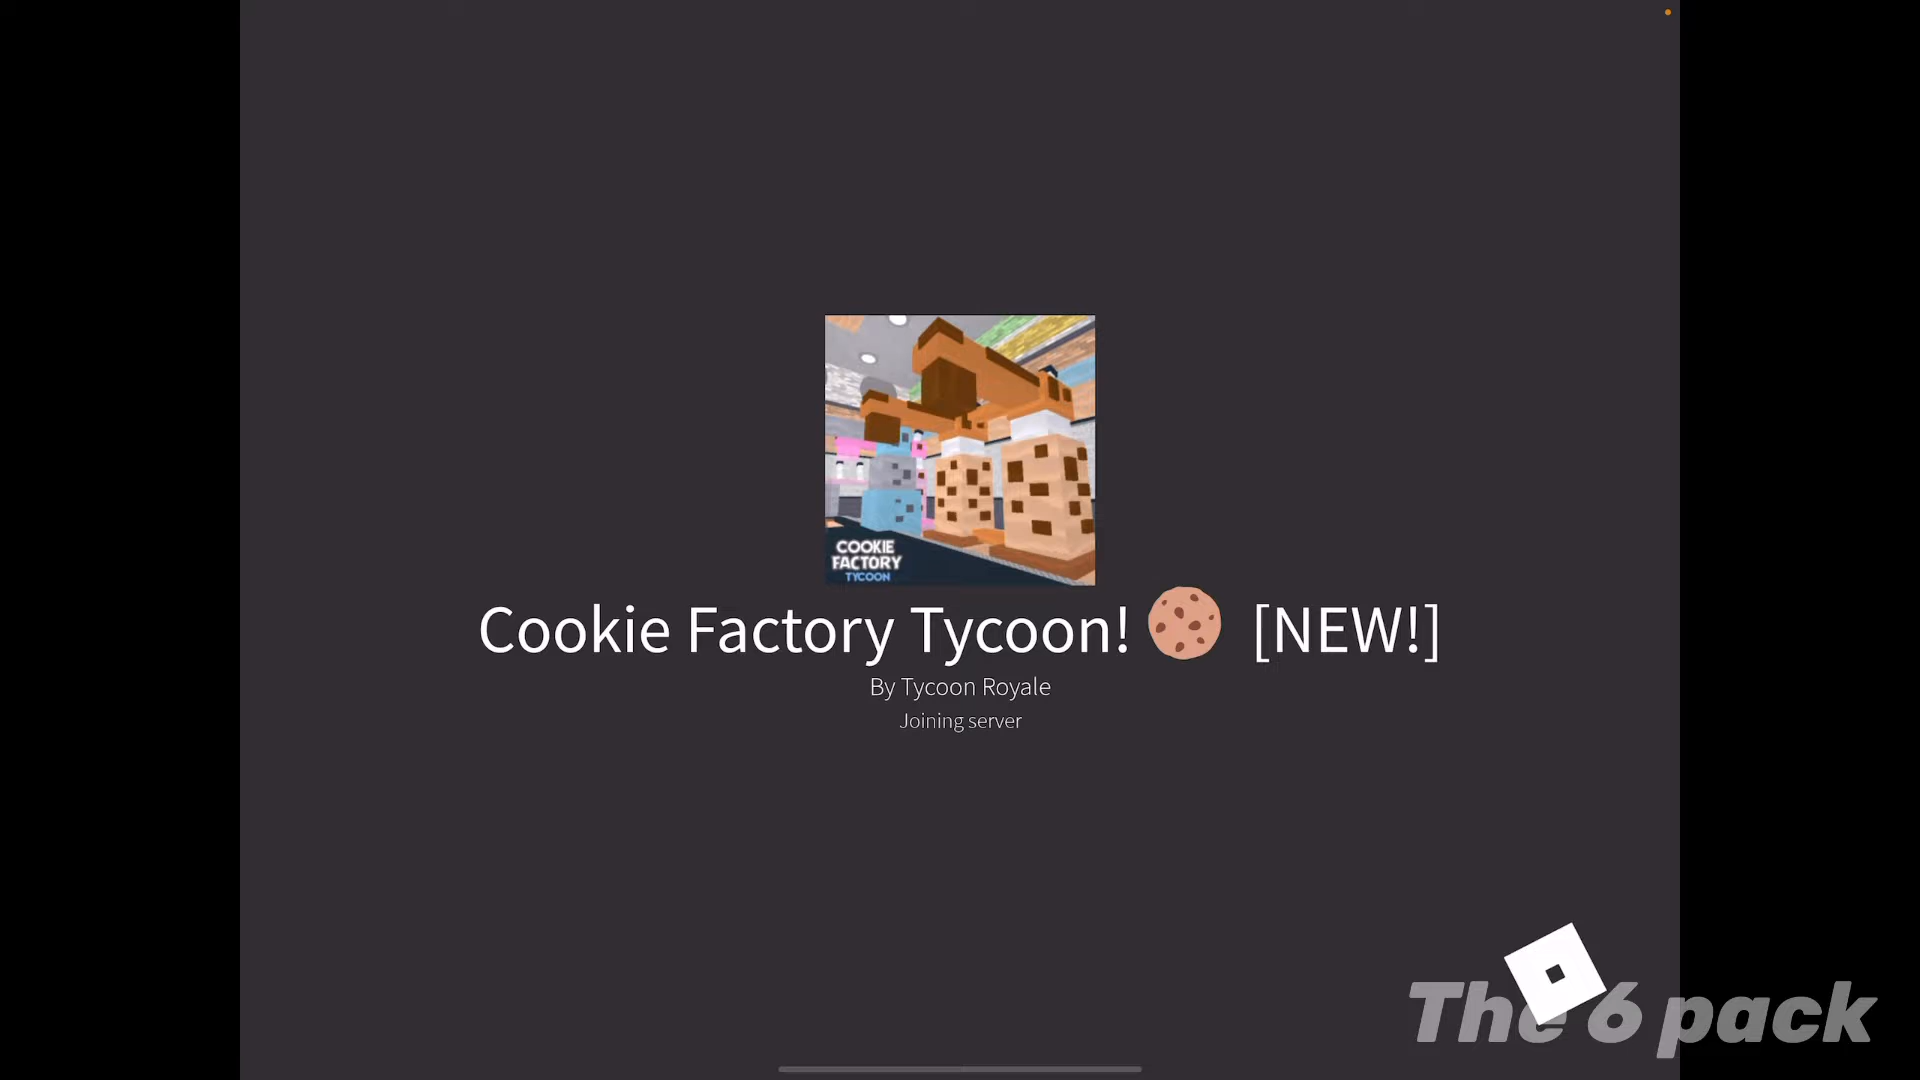 COOKIE
FACTORY
TYCOON
Cookie Factory Tycoon! 🍪 [NEW!]
By Tycoon Royale
Joining server
The 6 pack